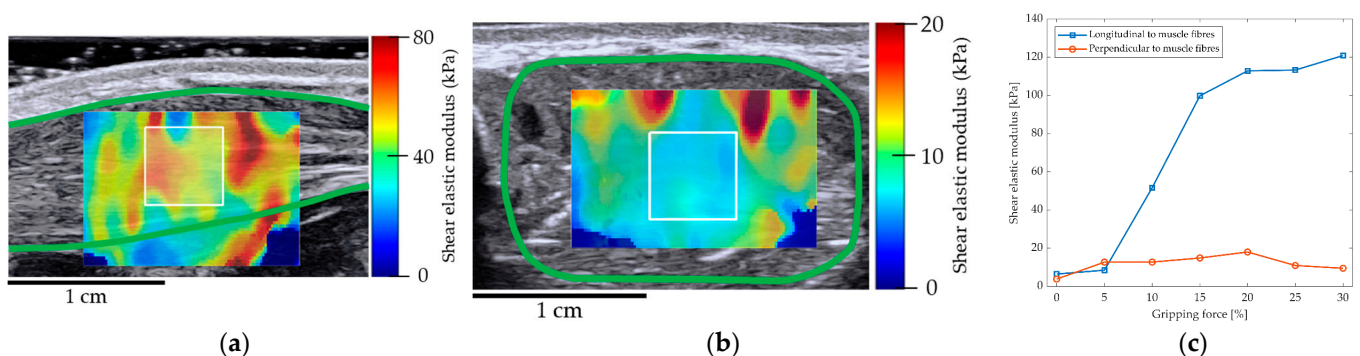 80
40
0
Shear elastic modulus (kPa)
1 cm
(a)
20
10
0
Shear elastic modulus (kPa)
1 cm
(b)
Longitudinal to muscle fibres
Perpendicular to muscle fibres
140
120
100
80
60
40
20
0
Shear elastic modulus [kPa]
0 5 10 15 20 25 30
Gripping force [%]
(c)